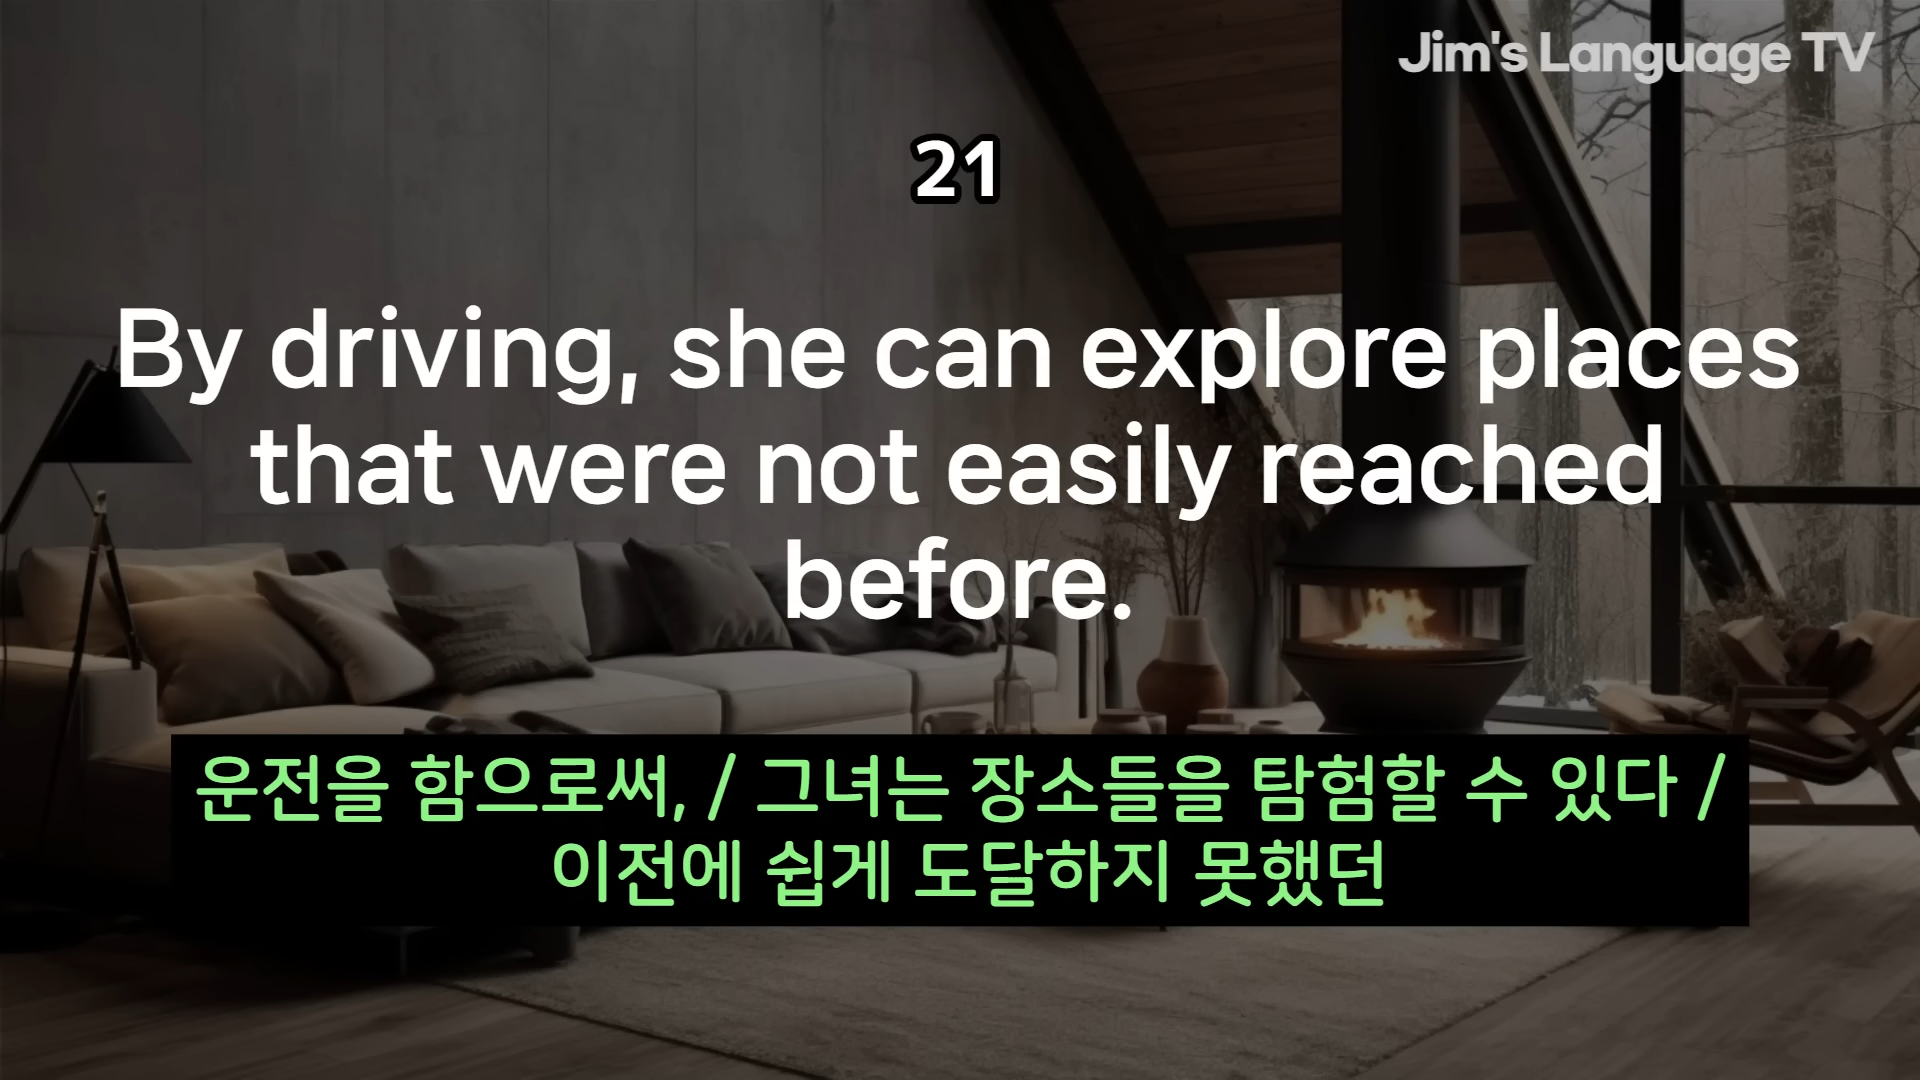 Jim's Language TV
21
By driving, she can explore places
that were not easily reached
before.
운전을 함으로써, / 그녀는 장소들을 탐험할 수 있다 /
이전에 쉽게 도달하지 못했던